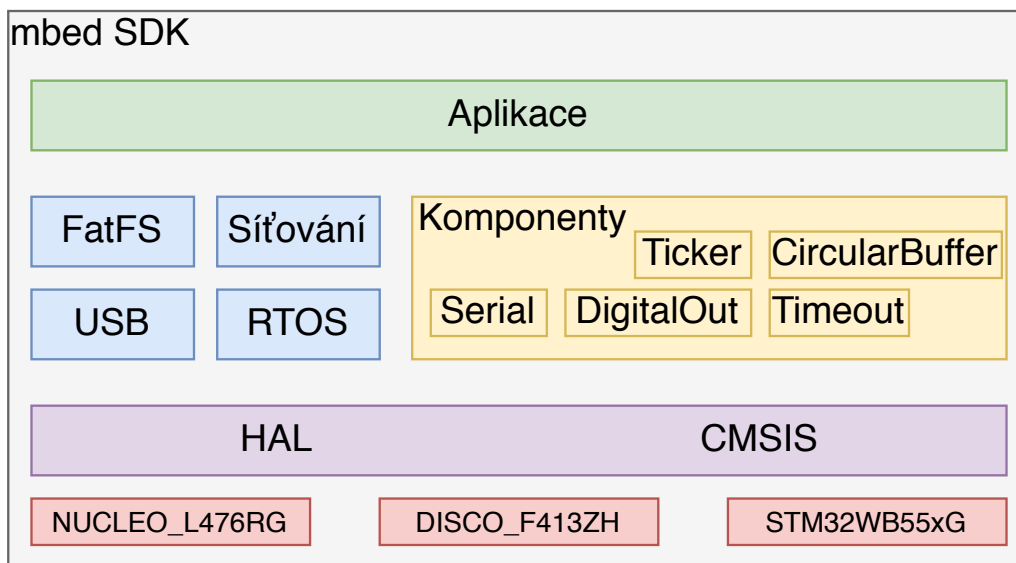 mbed SDK
Aplikace
FatFS
Síťování
USB
RTOS
Komponenty
Ticker
CircularBuffer
Serial
DigitalOut
Timeout
HAL
CMSIS
NUCLEO_L476RG
DISCO_F413ZH
STM32WB55xG